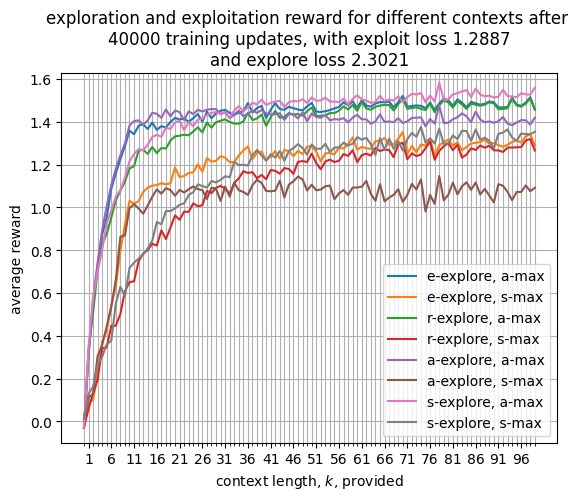 exploration and exploitation reward for different contexts after
40000 training updates, with exploit loss 1.2887
and explore loss 2.3021
1.6
1.4
1.2
1.0
0.8
0.6
0.4
0.2
0.0
average reward
e-explore, a-max
e-explore, s-max
r-explore, a-max
r-explore, s-max
a-explore, a-max
a-explore, s-max
s-explore, a-max
s-explore, s-max
1 6 11 16 21 26 31 36 41 46 51 56 61 66 71 76 81 86 91 96
context length, k, provided